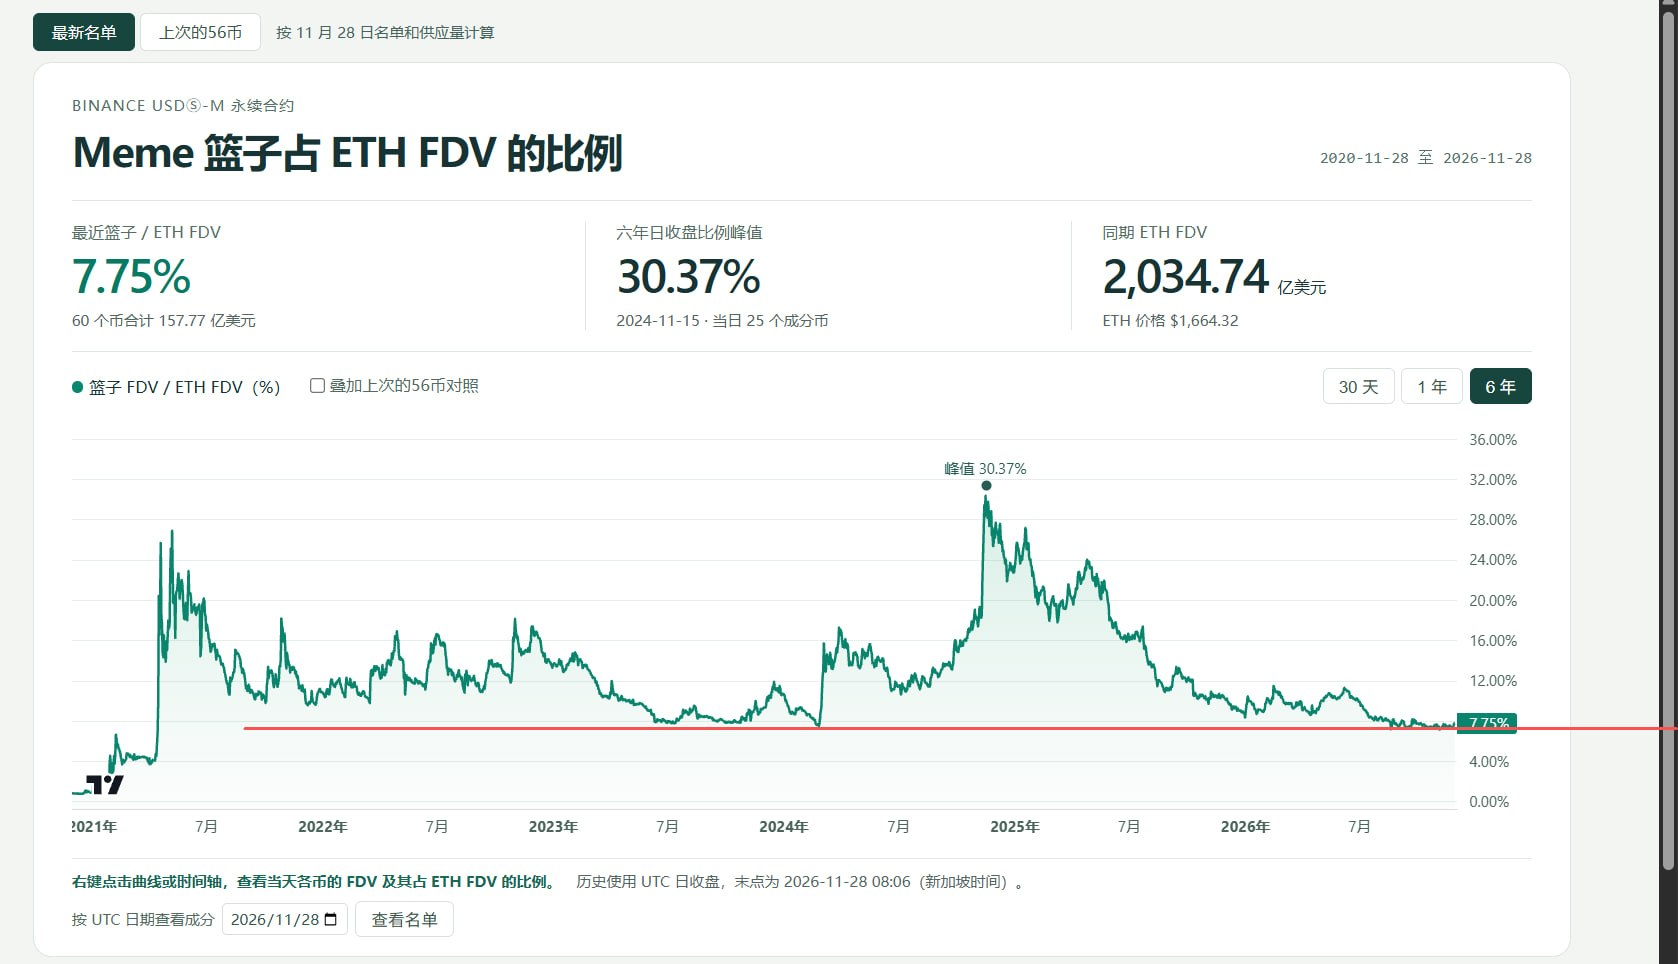 最新名单 上次的56币 按 11 月 28 日名单和供应量计算
BINANCE USDⓈ-M 永续合约
Meme 篮子占 ETH FDV 的比例
2020-11-28 至 2026-11-28
最近篮子 / ETH FDV
7.75%
60 个币合计 157.77 亿美元
六年日收盘比例峰值
30.37%
2024-11-15 · 当日 25 个成分币
同期 ETH FDV
2,034.74 亿美元
ETH 价格 $1,664.32
篮子 FDV / ETH FDV（%） 叠加上次的56币对照
30 天 1 年 6 年
峰值 30.37%
36.00%
32.00%
28.00%
24.00%
20.00%
16.00%
12.00%
7.75%
4.00%
0.00%
2021年 7月 2022年 7月 2023年 7月 2024年 7月 2025年 7月 2026年 7月
右键点击曲线或时间轴，查看当天各币的 FDV 及其占 ETH FDV 的比例。 历史使用 UTC 日收盘，末点为 2026-11-28 08:06（新加坡时间）。
按 UTC 日期查看成分 2026/11/28 查看名单